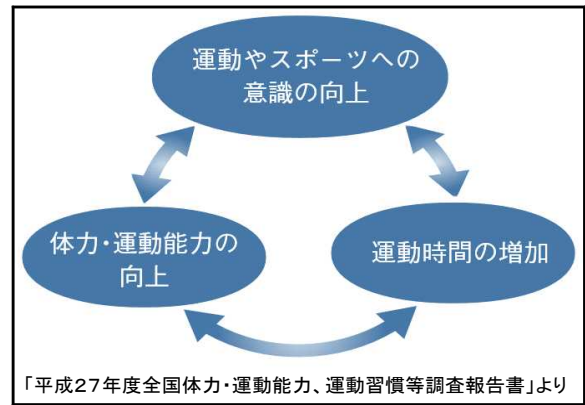 運動やスポーツへの
意識の向上
体力・運動能力の
向上
運動時間の増加
「平成27年度全国体力・運動能力、運動習慣等調査報告書」より